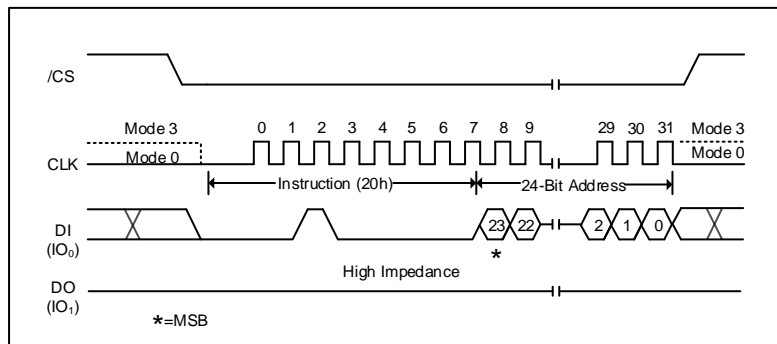 /CS
0 1 2 3 4 5 6 7 8 9 29 30 31
Mode 3 Mode 3
CLK Mode 0 Mode 0
Instruction (20h) 24-Bit Address
DI
(IO₀)
23 22 2 1 0
*
High Impedance
DO
(IO₁)
*=MSB